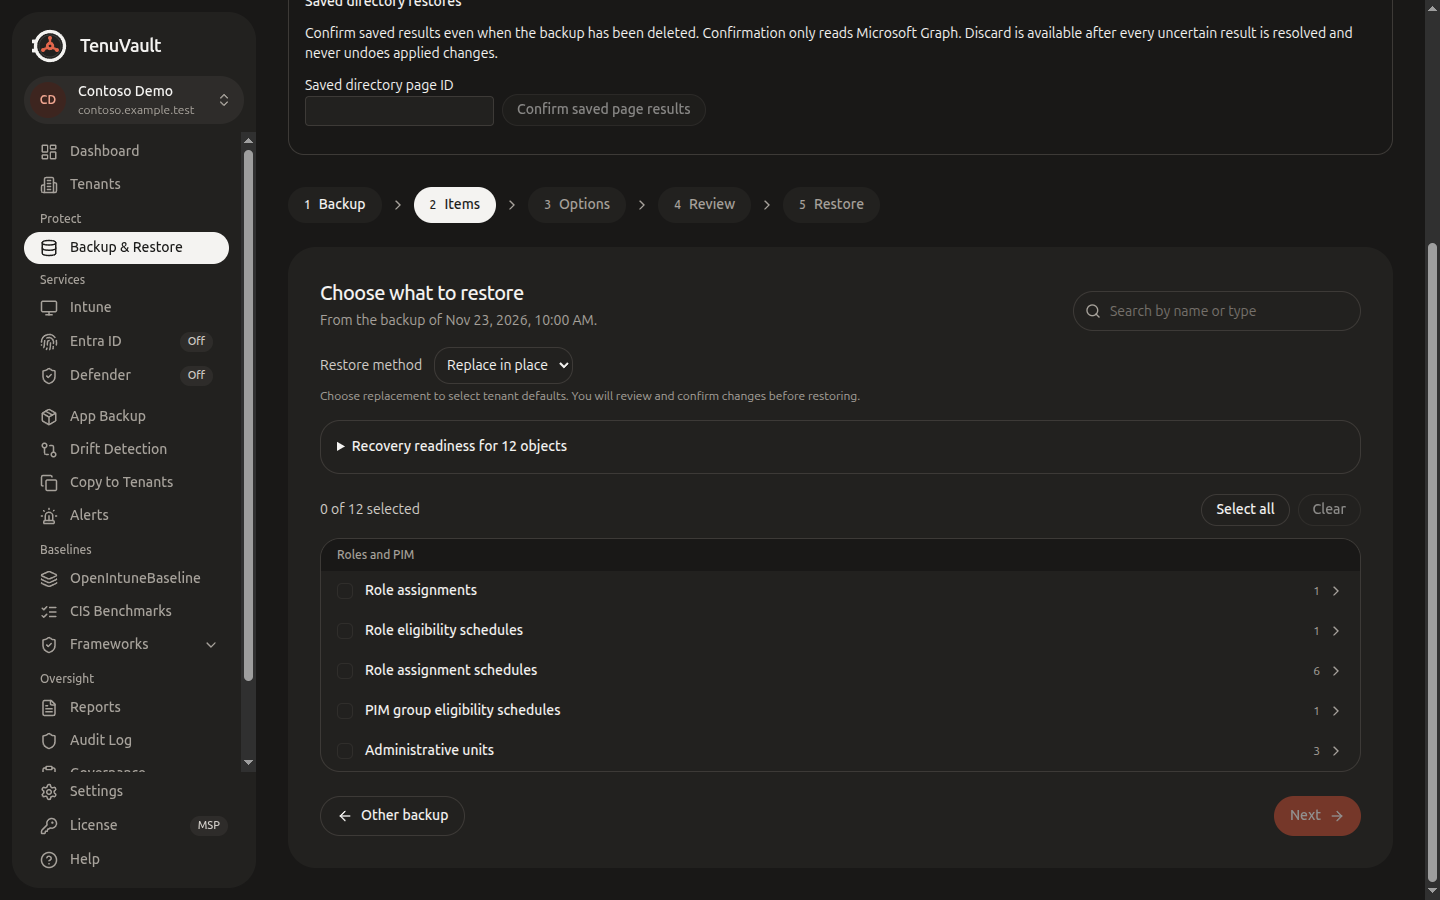 TenuVault
CD
Contoso Demo
contoso.example.test
Dashboard
Tenants
Protect
Backup & Restore
Services
Intune
Entra ID
Off
Defender
Off
App Backup
Drift Detection
Copy to Tenants
Alerts
Baselines
OpenIntuneBaseline
CIS Benchmarks
Frameworks
Oversight
Reports
Audit Log
Governance
Settings
License
MSP
Help
Saved directory restores
Confirm saved results even when the backup has been deleted. Confirmation only reads Microsoft Graph. Discard is available after every uncertain result is resolved and
never undoes applied changes.
Saved directory page ID
Confirm saved page results
1 Backup
2 Items
3 Options
4 Review
5 Restore
Choose what to restore
From the backup of Nov 23, 2026, 10:00 AM.
Search by name or type
Restore method
Replace in place
Choose replacement to select tenant defaults. You will review and confirm changes before restoring.
Recovery readiness for 12 objects
0 of 12 selected
Select all
Clear
Roles and PIM
Role assignments 1
Role eligibility schedules 1
Role assignment schedules 6
PIM group eligibility schedules 1
Administrative units 3
Other backup
Next